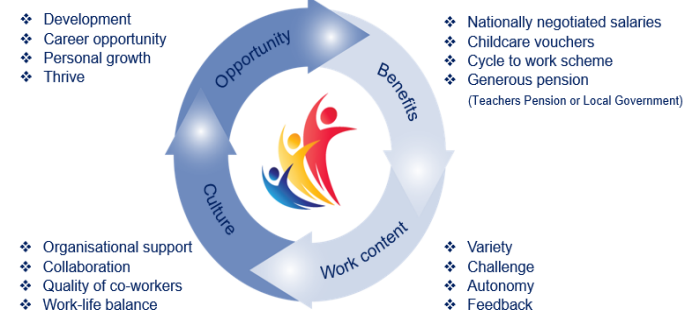 ❖ Development
❖ Career opportunity
❖ Personal growth
❖ Thrive
Opportunity
Benefits
❖ Nationally negotiated salaries
❖ Childcare vouchers
❖ Cycle to work scheme
❖ Generous pension
(Teachers Pension or Local Government)
Culture
Work content
❖ Organisational support
❖ Collaboration
❖ Quality of co-workers
❖ Work-life balance
❖ Variety
❖ Challenge
❖ Autonomy
❖ Feedback